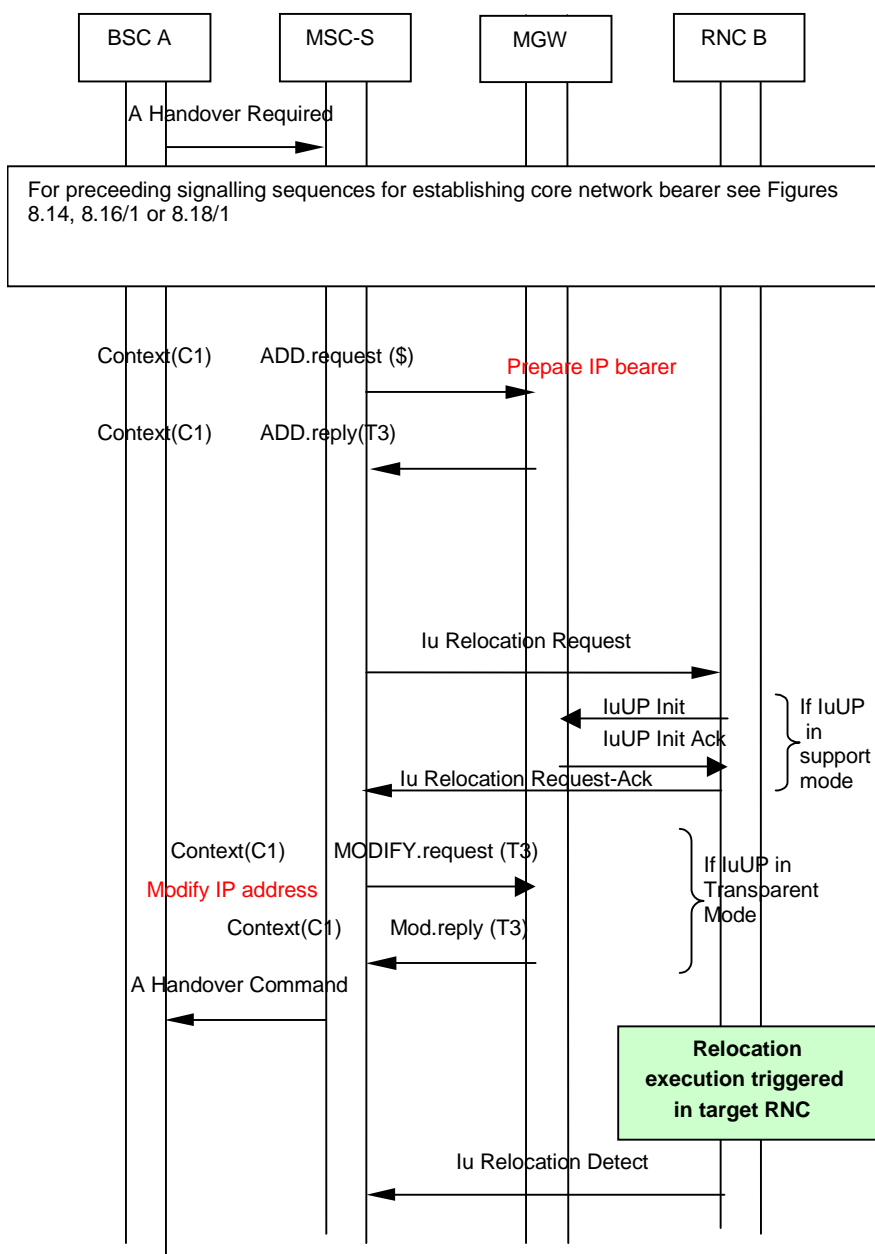 BSC A
MSC-S
MGW
RNC B
A Handover Required
For preceeding signalling sequences for establishing core network bearer see Figures
8.14, 8.16/1 or 8.18/1
Context(C1) ADD.request ($)
Prepare IP bearer
Context(C1) ADD.reply(T3)
Iu Relocation Request
IuUP Init
IuUP Init Ack
If IuUP
in
support
mode
Iu Relocation Request-Ack
Context(C1) MODIFY.request (T3)
Modify IP address
If IuUP in
Transparent
Mode
Context(C1) Mod.reply (T3)
A Handover Command
Relocation
execution triggered
in target RNC
Iu Relocation Detect